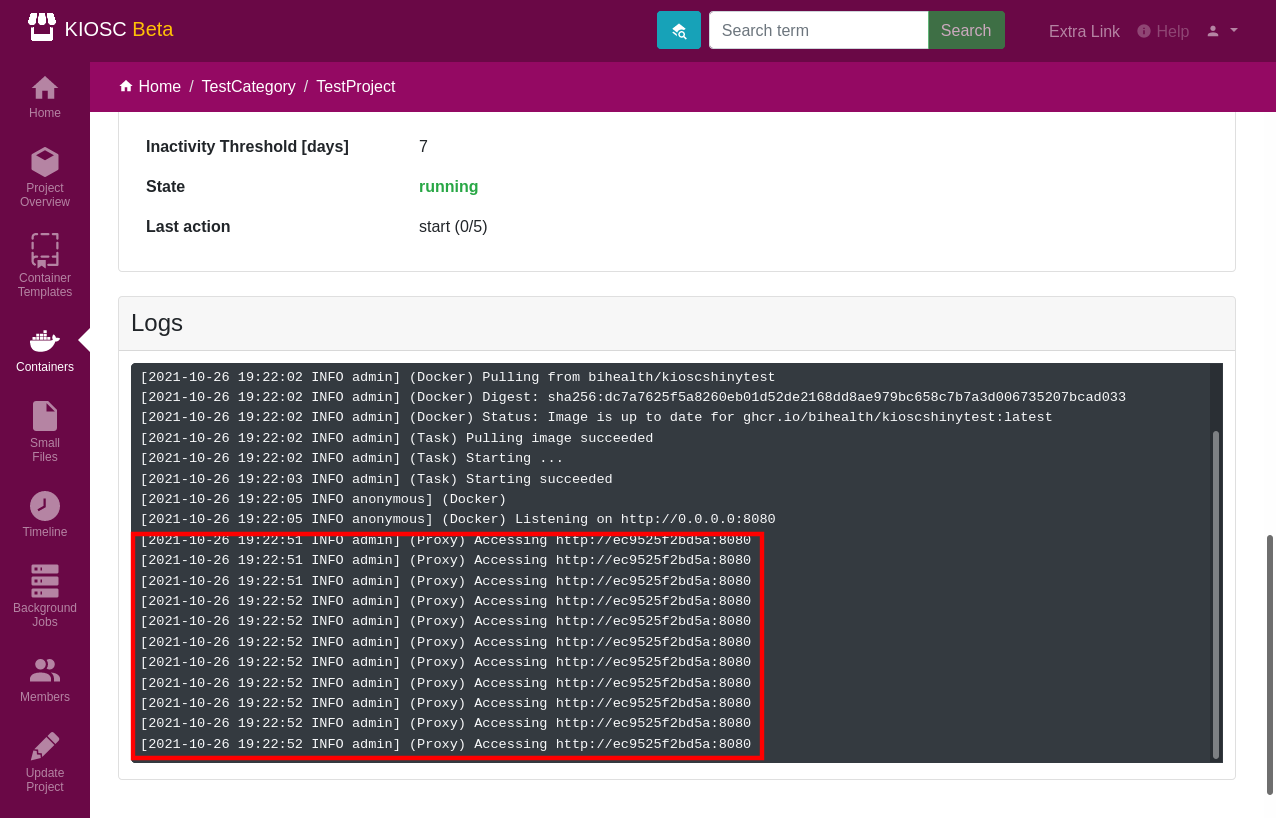 KIOSC Beta
Search term
Search
Extra Link
Help
Home / TestCategory / TestProject
Home
Project
Overview
Container
Templates
Containers
Small
Files
Timeline
Background
Jobs
Members
Update
Project
Inactivity Threshold [days] 7
State running
Last action start (0/5)
Logs
[2021-10-26 19:22:02 INFO admin] (Docker) Pulling from bihealth/kioscshinytest
[2021-10-26 19:22:02 INFO admin] (Docker) Digest: sha256:dc7a7625f5a8260eb01d52de2168dd8ae979bc658c7b7a3d006735207bcad033
[2021-10-26 19:22:02 INFO admin] (Docker) Status: Image is up to date for ghcr.io/bihealth/kioscshinytest:latest
[2021-10-26 19:22:02 INFO admin] (Task) Pulling image succeeded
[2021-10-26 19:22:02 INFO admin] (Task) Starting ...
[2021-10-26 19:22:03 INFO admin] (Task) Starting succeeded
[2021-10-26 19:22:05 INFO anonymous] (Docker)
[2021-10-26 19:22:05 INFO anonymous] (Docker) Listening on http://0.0.0.0:8080
[2021-10-26 19:22:51 INFO admin] (Proxy) Accessing http://ec9525f2bd5a:8080
[2021-10-26 19:22:51 INFO admin] (Proxy) Accessing http://ec9525f2bd5a:8080
[2021-10-26 19:22:51 INFO admin] (Proxy) Accessing http://ec9525f2bd5a:8080
[2021-10-26 19:22:52 INFO admin] (Proxy) Accessing http://ec9525f2bd5a:8080
[2021-10-26 19:22:52 INFO admin] (Proxy) Accessing http://ec9525f2bd5a:8080
[2021-10-26 19:22:52 INFO admin] (Proxy) Accessing http://ec9525f2bd5a:8080
[2021-10-26 19:22:52 INFO admin] (Proxy) Accessing http://ec9525f2bd5a:8080
[2021-10-26 19:22:52 INFO admin] (Proxy) Accessing http://ec9525f2bd5a:8080
[2021-10-26 19:22:52 INFO admin] (Proxy) Accessing http://ec9525f2bd5a:8080
[2021-10-26 19:22:52 INFO admin] (Proxy) Accessing http://ec9525f2bd5a:8080
[2021-10-26 19:22:52 INFO admin] (Proxy) Accessing http://ec9525f2bd5a:8080